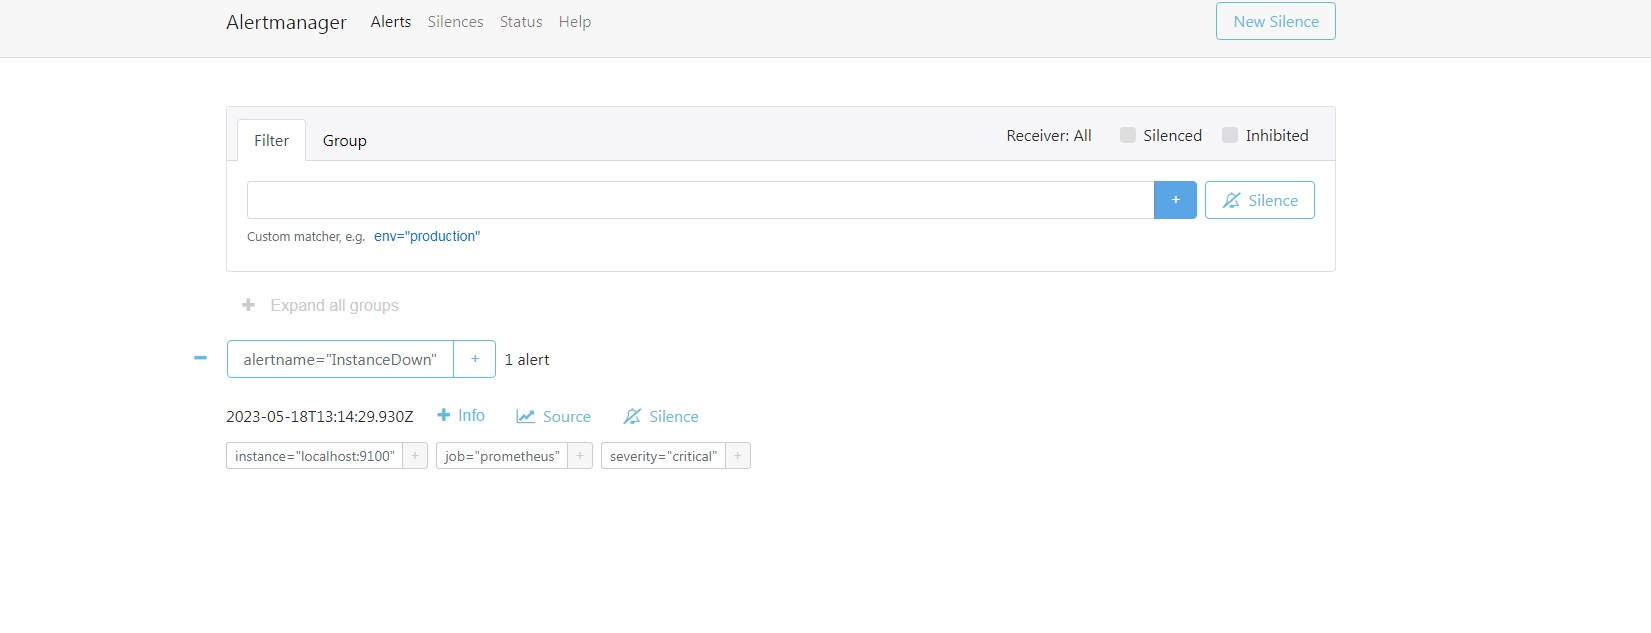 Alertmanager Alerts Silences Status Help New Silence
Filter Group Receiver: All Silenced Inhibited
+ Silence
Custom matcher, e.g. env="production"
+ Expand all groups
− alertname="InstanceDown" + 1 alert
2023-05-18T13:14:29.930Z + Info Source Silence
instance="localhost:9100" + job="prometheus" + severity="critical" +